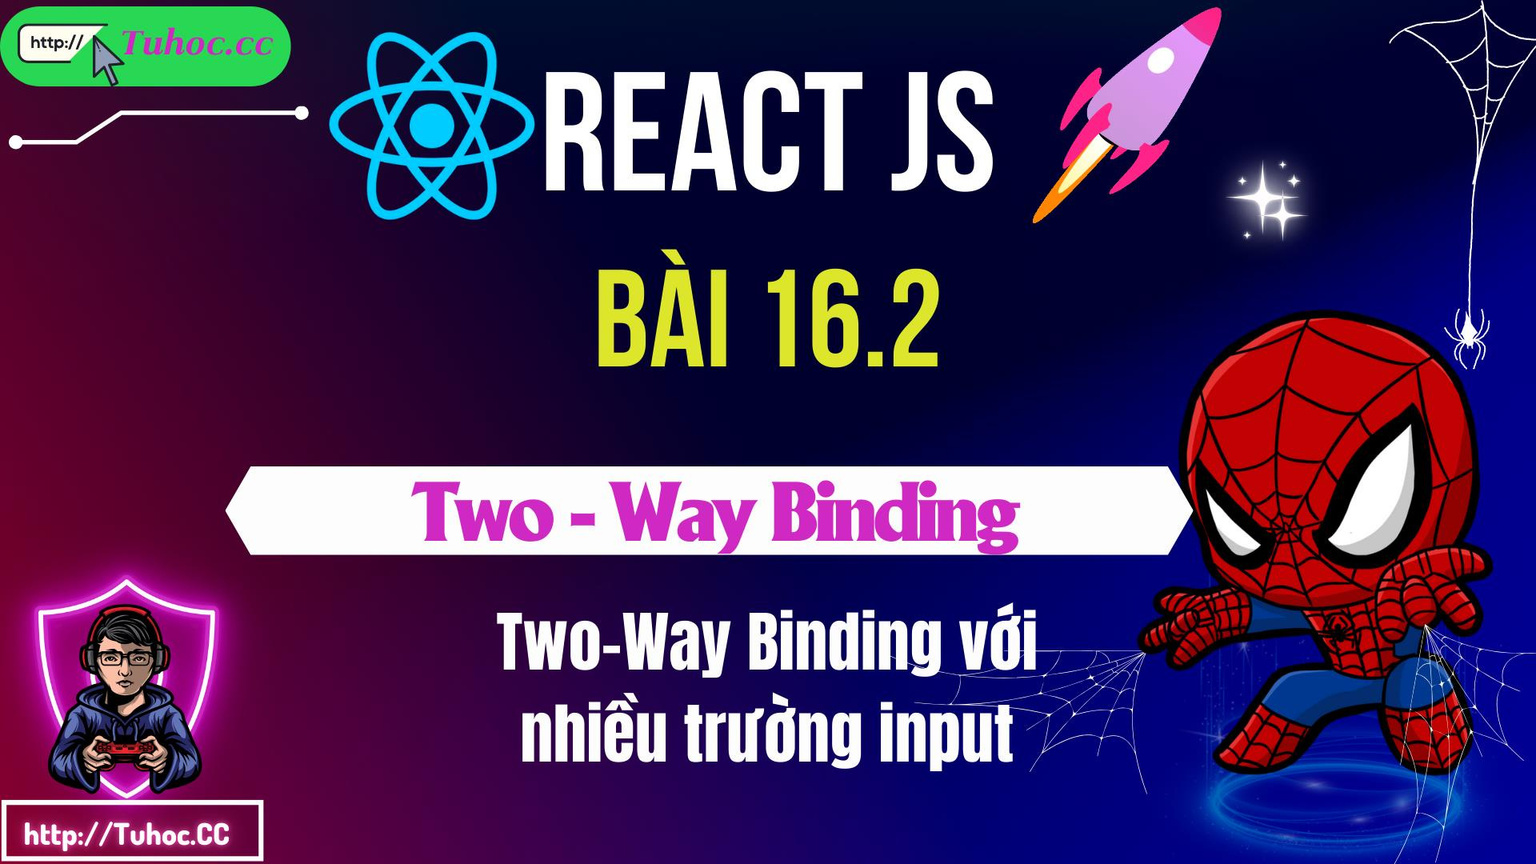 http://
Tuhoc.cc
REACT JS
BÀI 16.2
Two - Way Binding
Two-Way Binding với
nhiều trường input
http://Tuhoc.CC